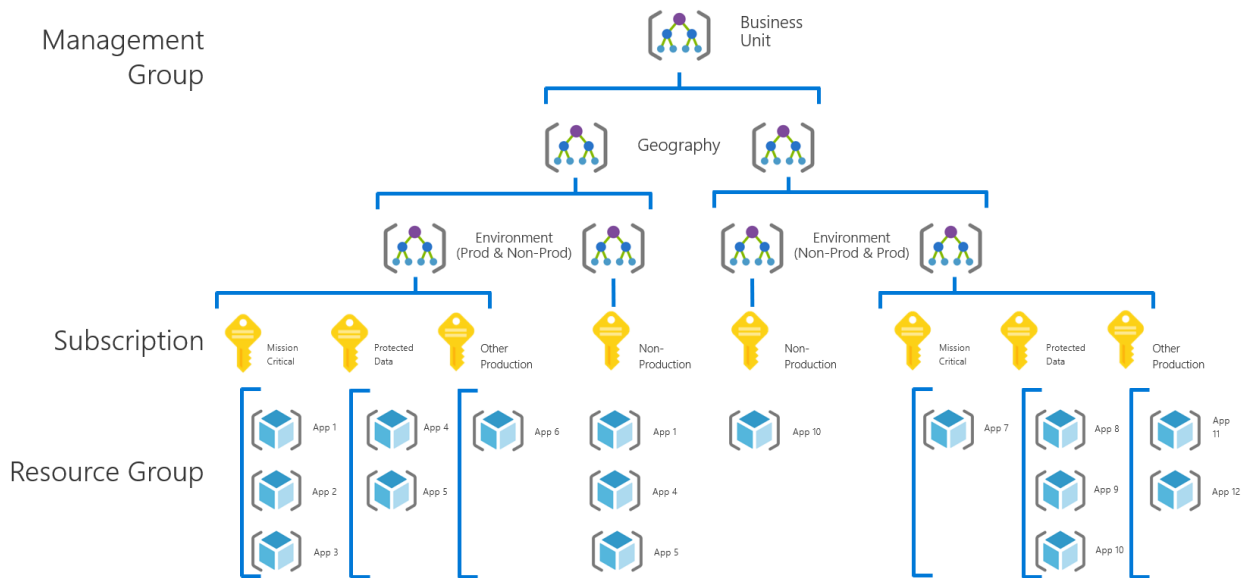 Management
Group
Business
Unit
Geography
Environment
(Prod & Non-Prod)
Environment
(Non-Prod & Prod)
Subscription
Mission
Critical
Protected
Data
Other
Production
Non-
Production
Non-
Production
Mission
Critical
Protected
Data
Other
Production
Resource Group
App 1
App 2
App 3
App 4
App 5
App 6
App 1
App 4
App 5
App 10
App 7
App 8
App 9
App 10
App
11
App 12